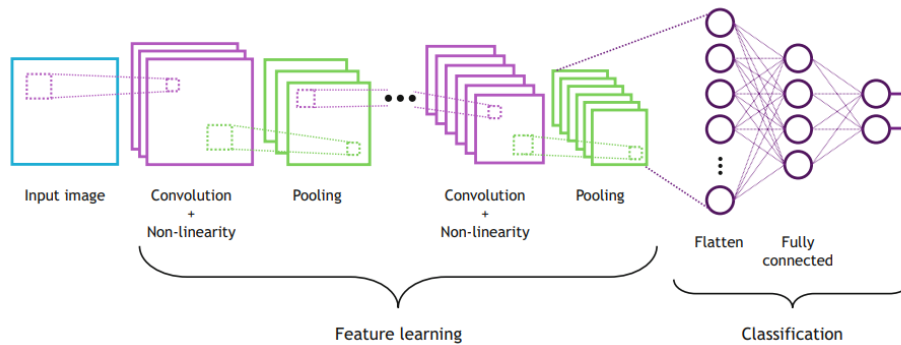 Input image
Convolution
+
Non-linearity
Pooling
Convolution
+
Non-linearity
Pooling
Flatten
Fully
connected
Feature learning
Classification